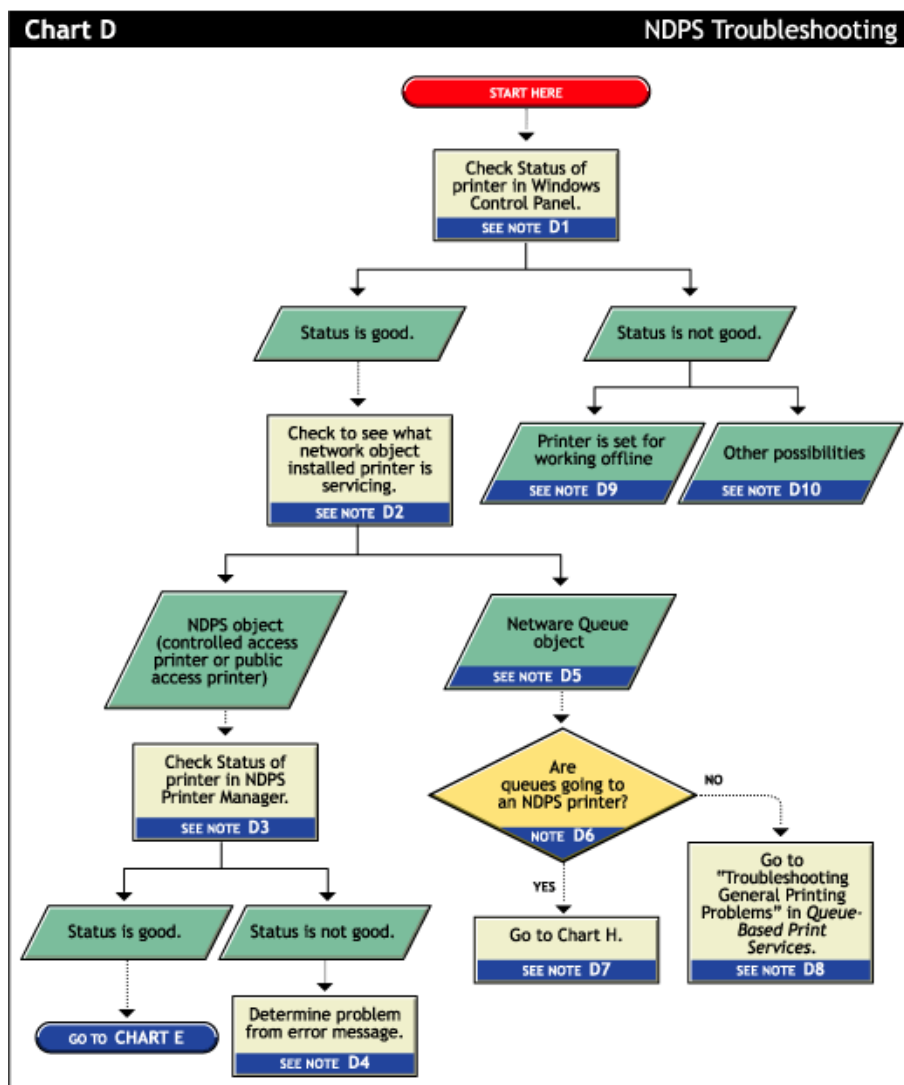 Chart D
NDPS Troubleshooting
START HERE
Check Status of
printer in Windows
Control Panel.
SEE NOTE D1
Status is good.
Status is not good.
Check to see what
network object
installed printer is
servicing.
SEE NOTE D2
Printer is set for
working offline
SEE NOTE D9
Other possibilities
SEE NOTE D10
NDPS object
(controlled access
printer or public
access printer)
Netware Queue
object
SEE NOTE D5
Check Status of
printer in NDPS
Printer Manager.
SEE NOTE D3
Are
queues going to
an NDPS printer?
NOTE D6
NO
YES
Go to
"Troubleshooting
General Printing
Problems" in Queue-
Based Print
Services.
SEE NOTE D8
Status is good.
Status is not good.
Go to Chart H.
SEE NOTE D7
GO TO CHART E
Determine problem
from error message.
SEE NOTE D4